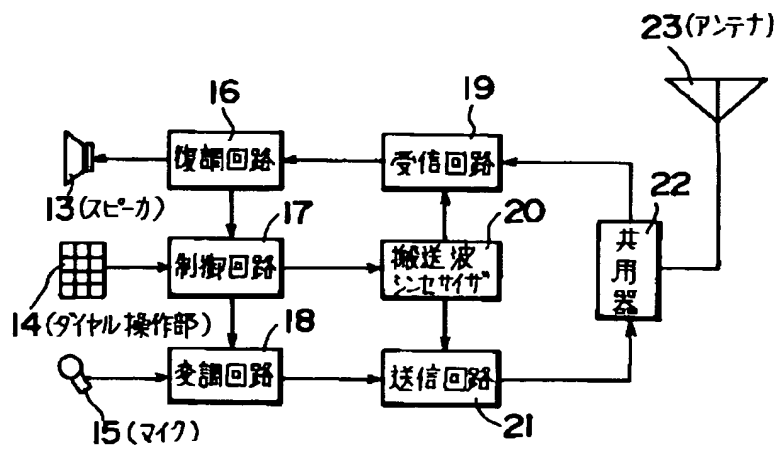 23(アンテナ)
16
19
復調回路
受信回路
13(スピーカ)
17
20
22
共用器
制御回路
搬送波
シンセサイザ
14(ダイヤル操作部)
18
変調回路
送信回路
15(マイク)
21